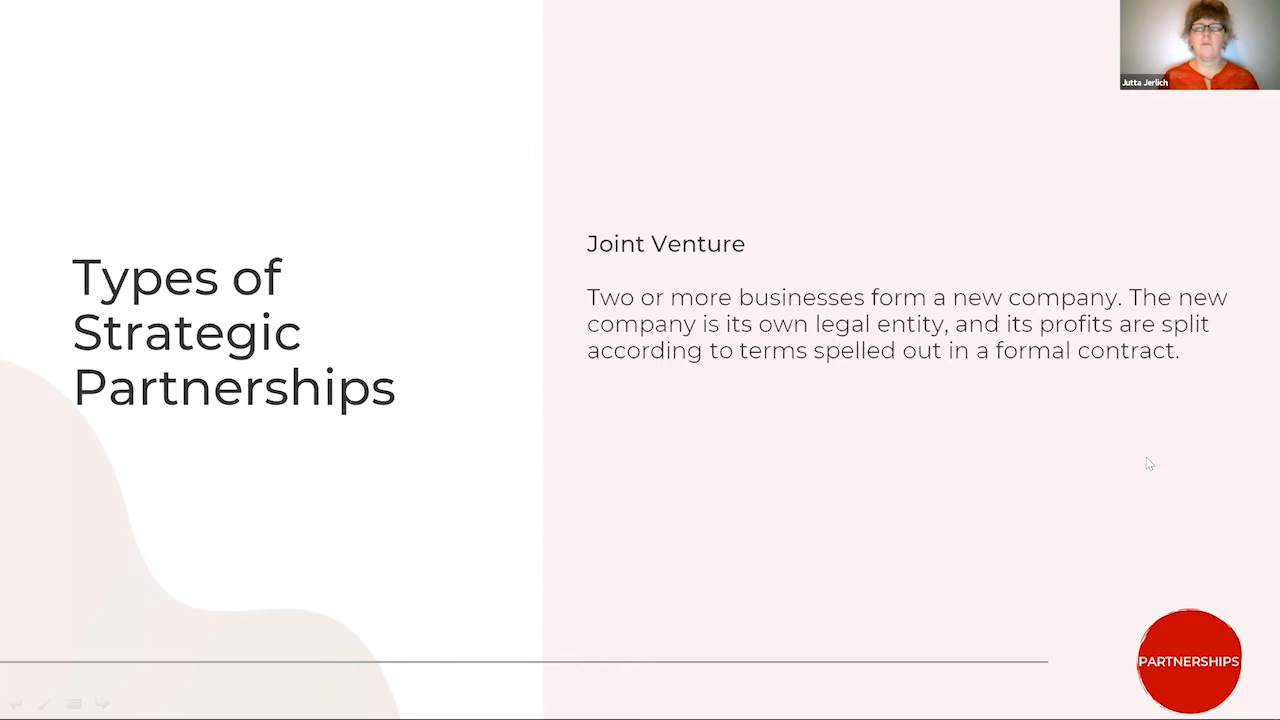 Jutta Jerlich
Types of
Strategic
Partnerships
Joint Venture
Two or more businesses form a new company. The new
company is its own legal entity, and its profits are split
according to terms spelled out in a formal contract.
PARTNERSHIPS